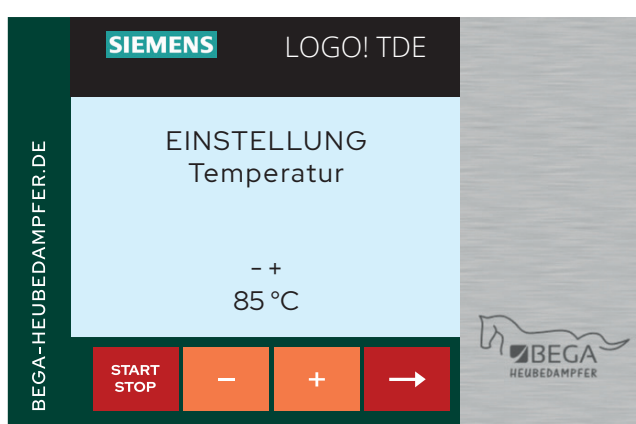 SIEMENS LOGO! TDE
BEGA-HEUBEDAMPFER.DE
EINSTELLUNG
Temperatur
- +
85 °C
START
STOP
- + →
BEGA
HEUBEDAMPFER